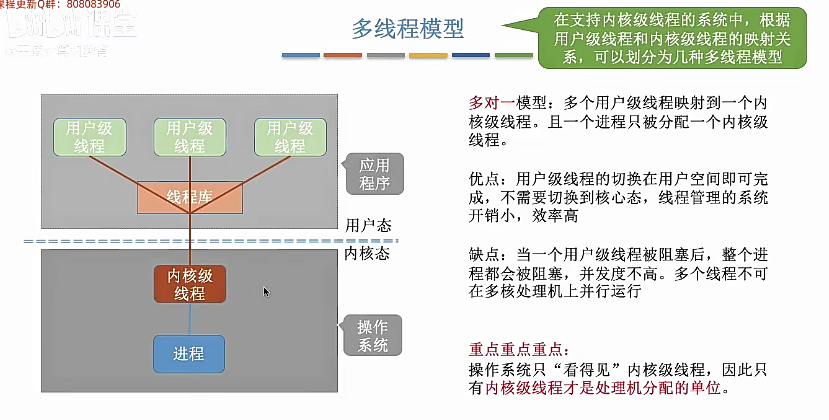 课程更新Q群：808083906
多线程模型
在支持内核级线程的系统中，根据
用户级线程和内核级线程的映射关
系，可以划分为几种多线程模型
用户级
线程
用户级
线程
用户级
线程
线程库
应用
程序
用户态
内核态
内核级
线程
进程
操作
系统
多对一模型：多个用户级线程映射到一个内
核级线程。且一个进程只被分配一个内核级
线程。
优点：用户级线程的切换在用户空间即可完
成，不需要切换到核心态，线程管理的系统
开销小，效率高
缺点：当一个用户级线程被阻塞后，整个进
程都会被阻塞，并发度不高。多个线程不可
在多核处理机上并行运行
重点重点重点：
操作系统只“看得见”内核级线程，因此只
有内核级线程才是处理机分配的单位。